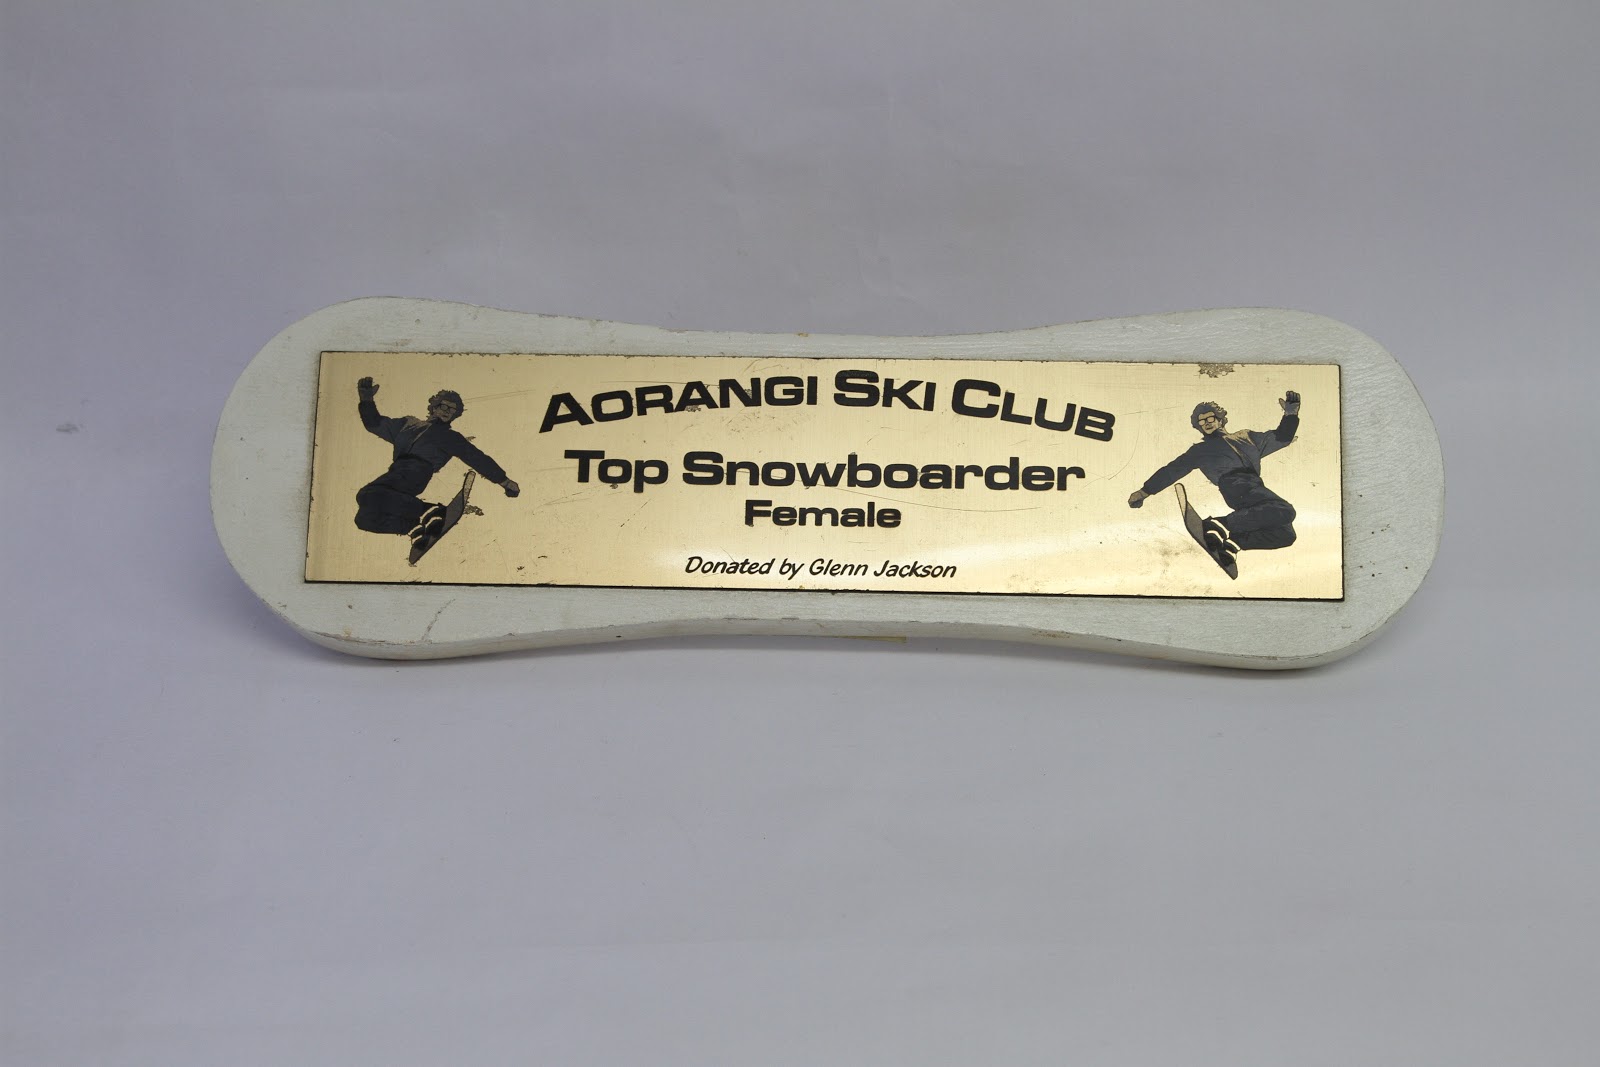 AORANGI SKI CLUB
Top Snowboarder
Female
Donated by Glenn Jackson